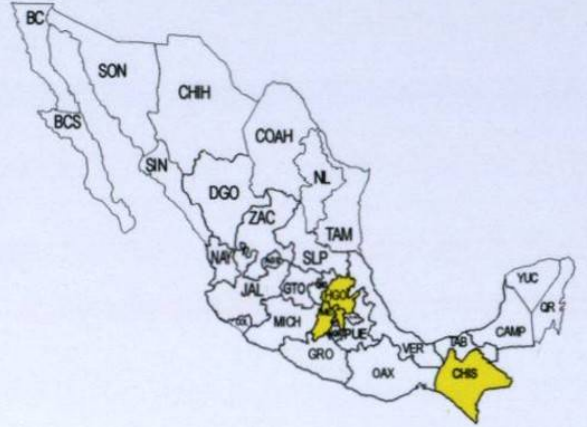 BC
SON
CHIH
BCS
COAH
SIN
NL
DGO
ZAC
TAM
NAY
SLP
JAL
GTO
HGO
YUC
QR
COL
MICH
PUE
VER
TAB
CAMP
GRO
OAX
CHIS